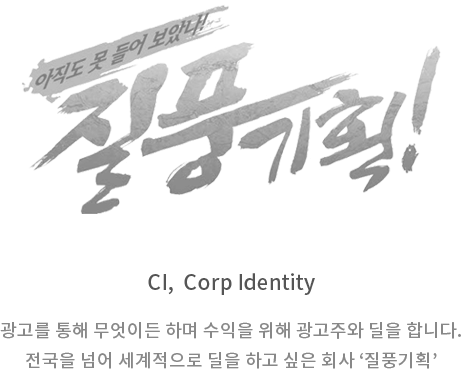 아직도 못 들어 보았나!
질풍기획!
CI, Corp Identity
광고를 통해 무엇이든 하며 수익을 위해 광고주와 딜을 합니다.
전국을 넘어 세계적으로 딜을 하고 싶은 회사 ‘질풍기획’